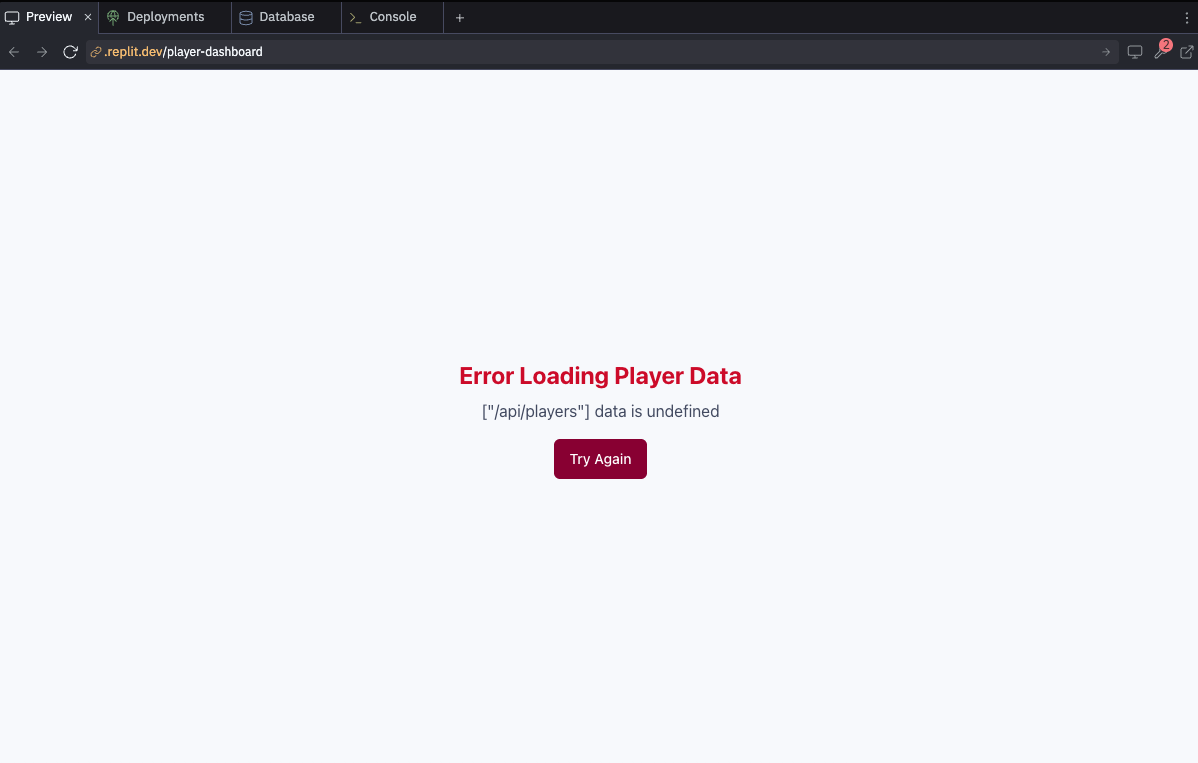 Preview × Deployments Database Console +
.replit.dev/player-dashboard 2
Error Loading Player Data
["/api/players"] data is undefined
Try Again